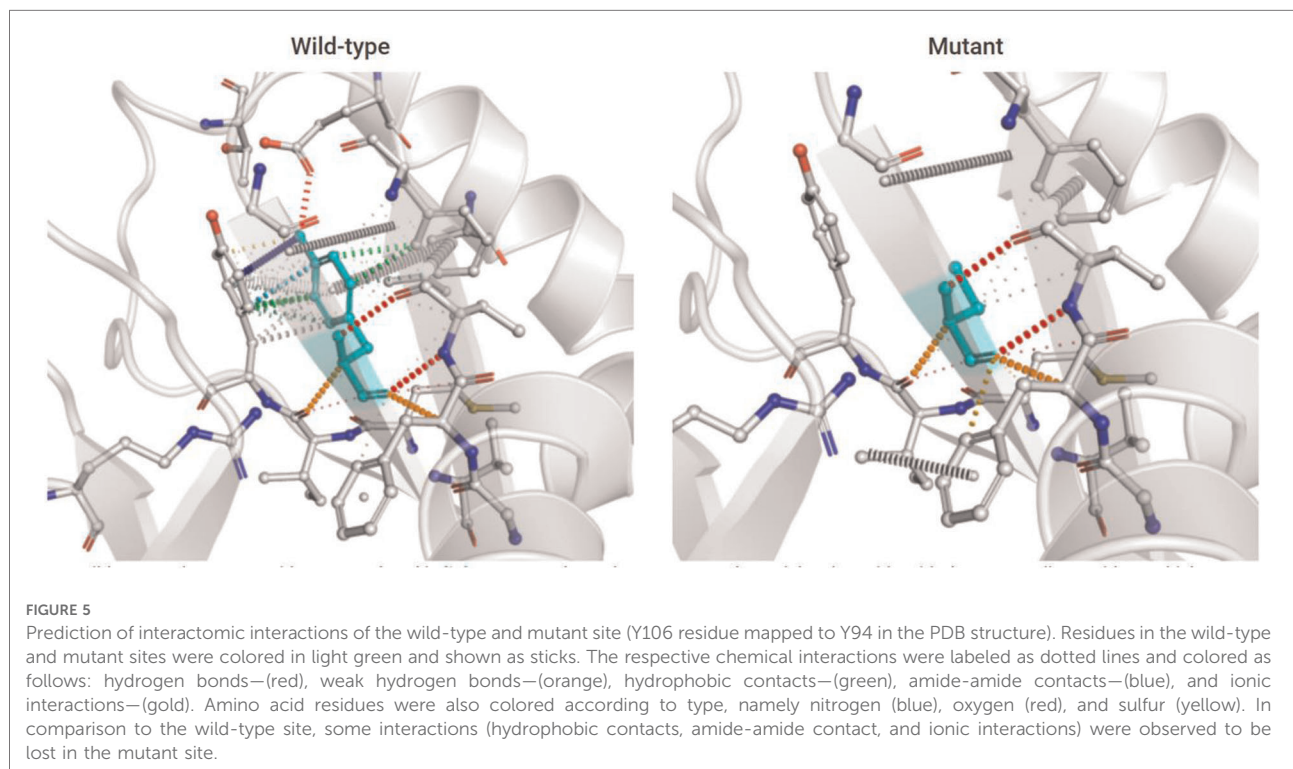 Wild-type
Mutant
FIGURE 5
Prediction of interactomic interactions of the wild-type and mutant site (Y106 residue mapped to Y94 in the PDB structure). Residues in the wild-type
and mutant sites were colored in light green and shown as sticks. The respective chemical interactions were labeled as dotted lines and colored as
follows: hydrogen bonds—(red), weak hydrogen bonds—(orange), hydrophobic contacts—(green), amide-amide contacts—(blue), and ionic
interactions—(gold). Amino acid residues were also colored according to type, namely nitrogen (blue), oxygen (red), and sulfur (yellow). In
comparison to the wild-type site, some interactions (hydrophobic contacts, amide-amide contact, and ionic interactions) were observed to be
lost in the mutant site.